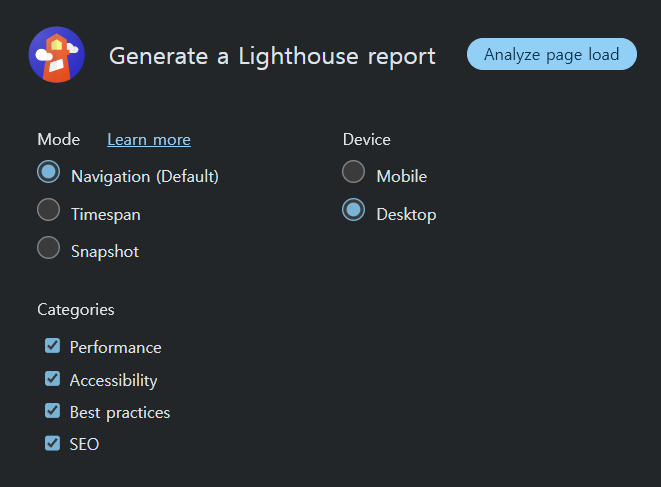 Generate a Lighthouse report
Analyze page load
Mode Learn more
Navigation (Default)
Timespan
Snapshot
Device
Mobile
Desktop
Categories
Performance
Accessibility
Best practices
SEO